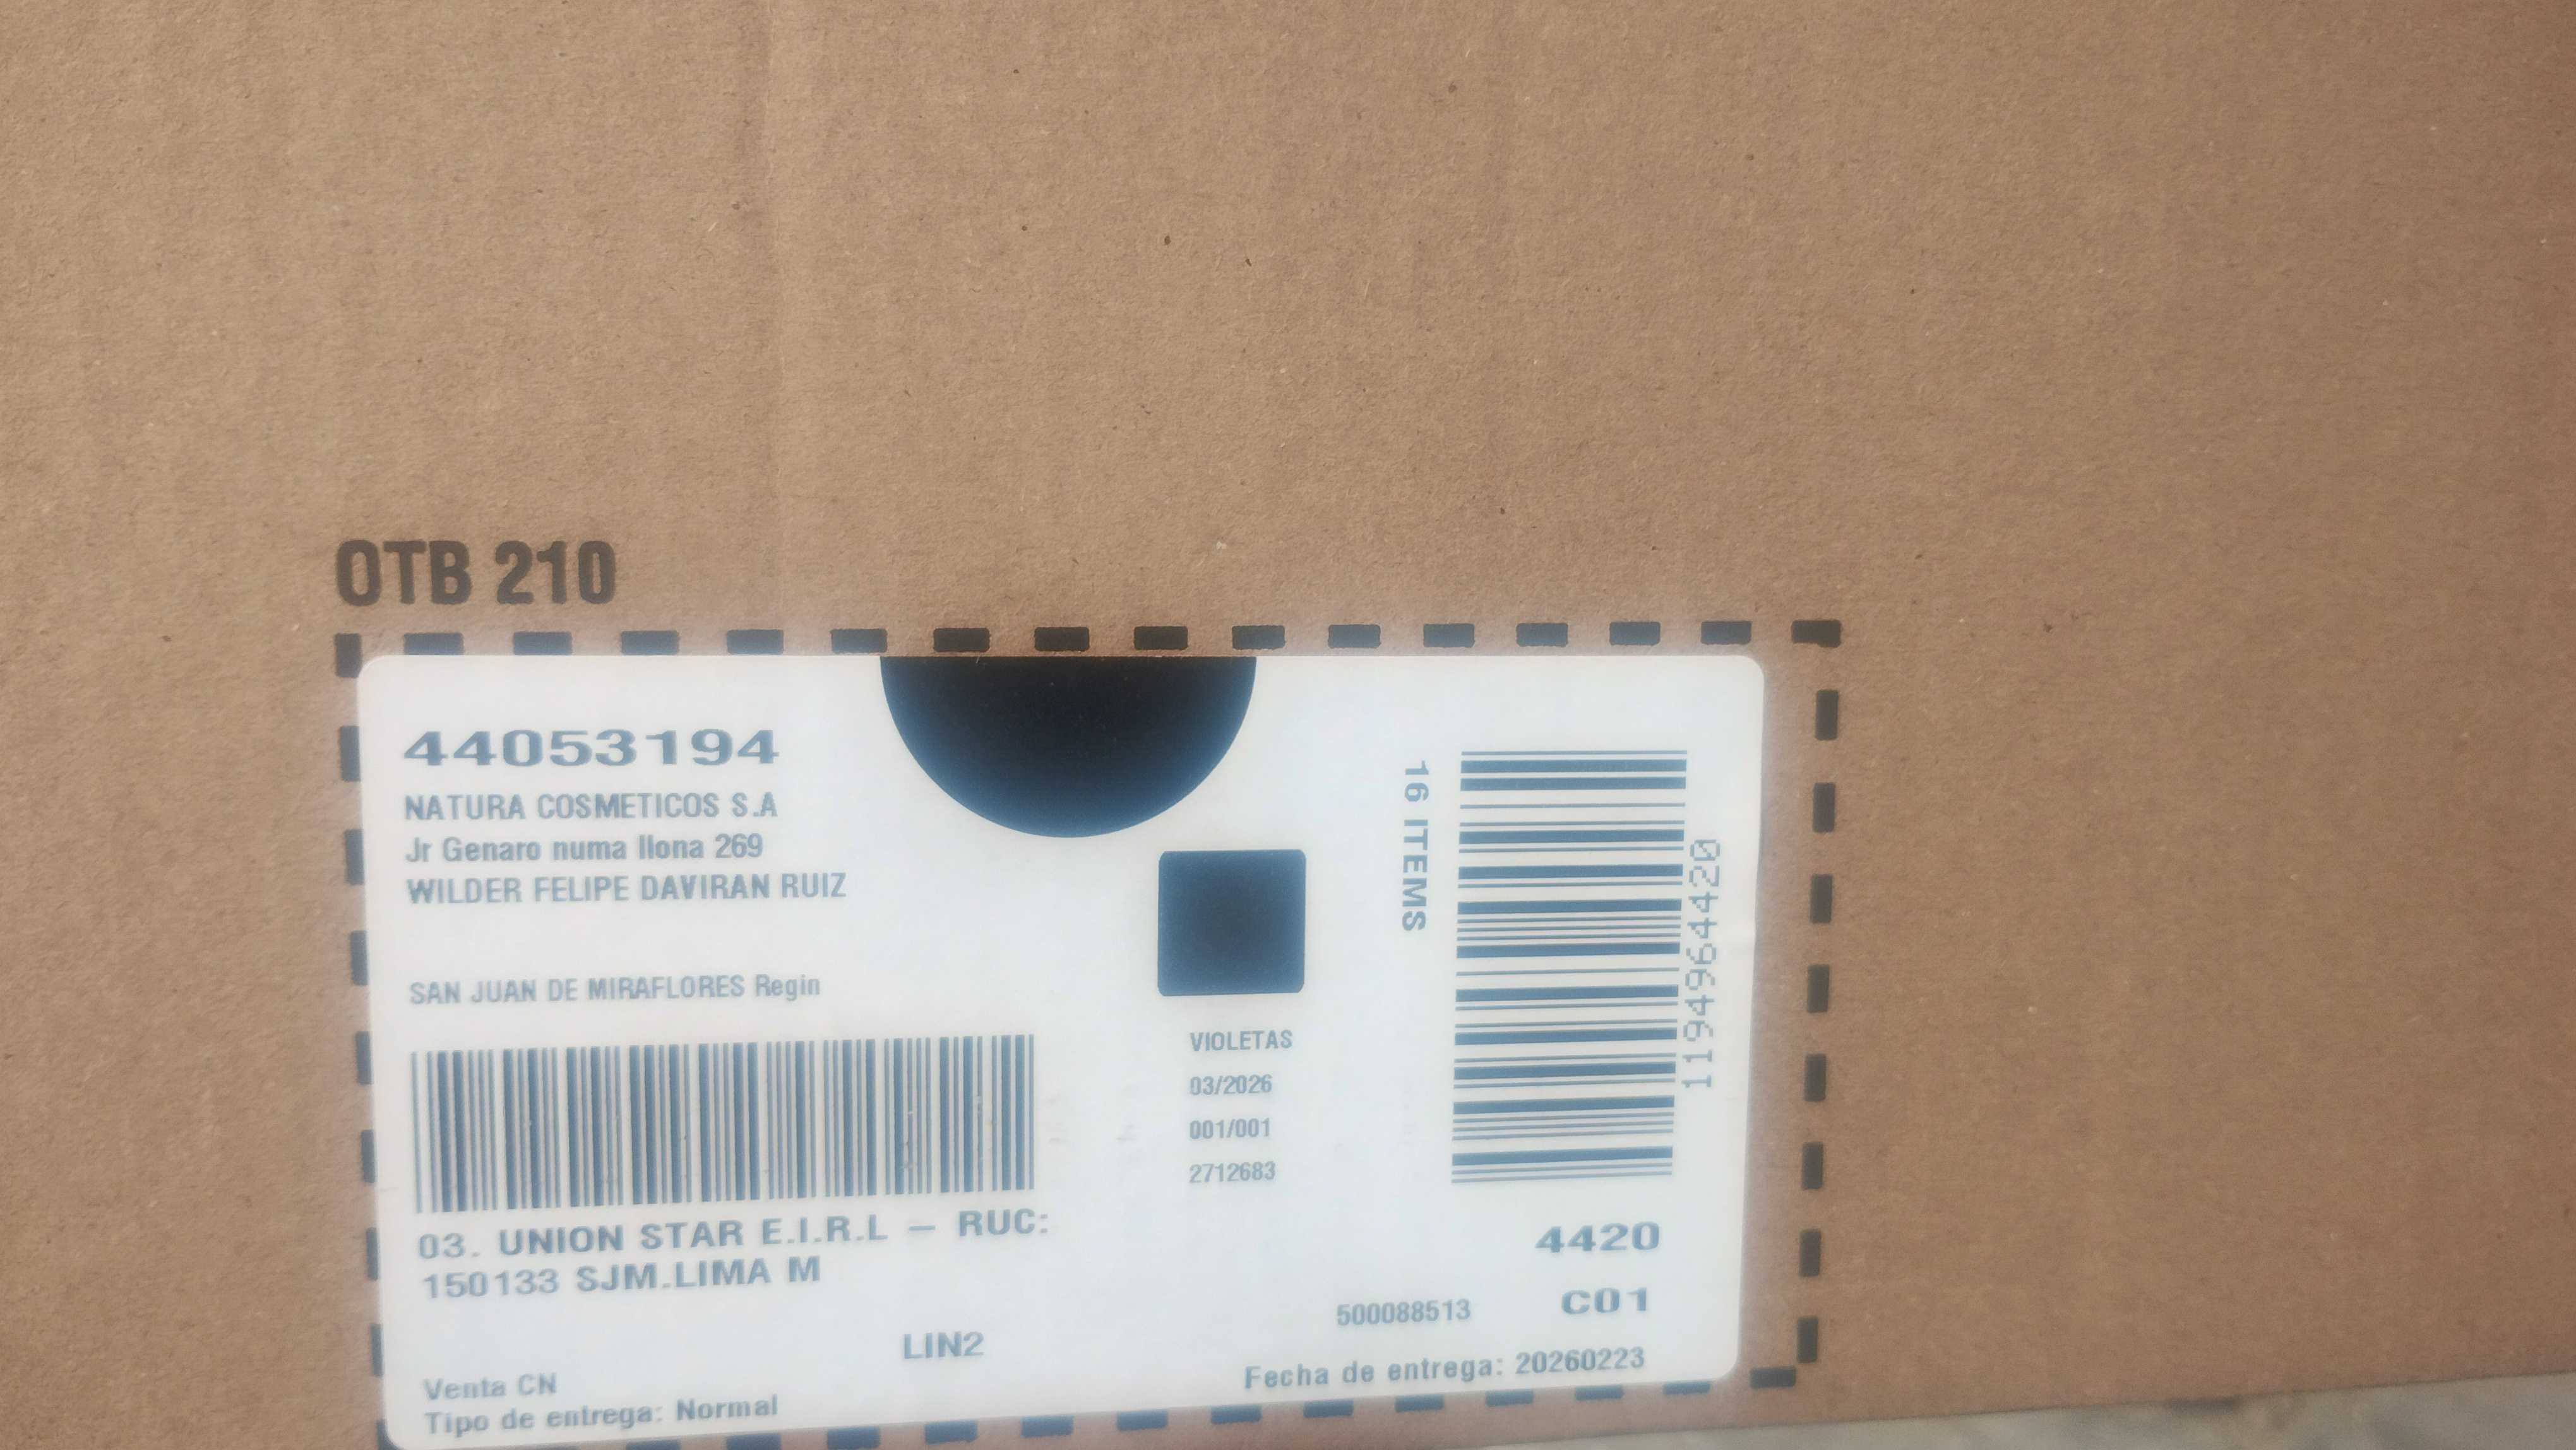 OTB 210
44053194
NATURA COSMETICOS S.A
Jr Genaro numa llona 269
WILDER FELIPE DAVIRAN RUIZ
SAN JUAN DE MIRAFLORES Regin
03. UNION STAR E.I.R.L – RUC:
150133 SJM.LIMA M
LIN2
Venta CN
Tipo de entrega: Normal
VIOLETAS
03/2026
001/001
2712683
16 ITEMS
1194964420
4420
C01
500088513
Fecha de entrega: 20260223